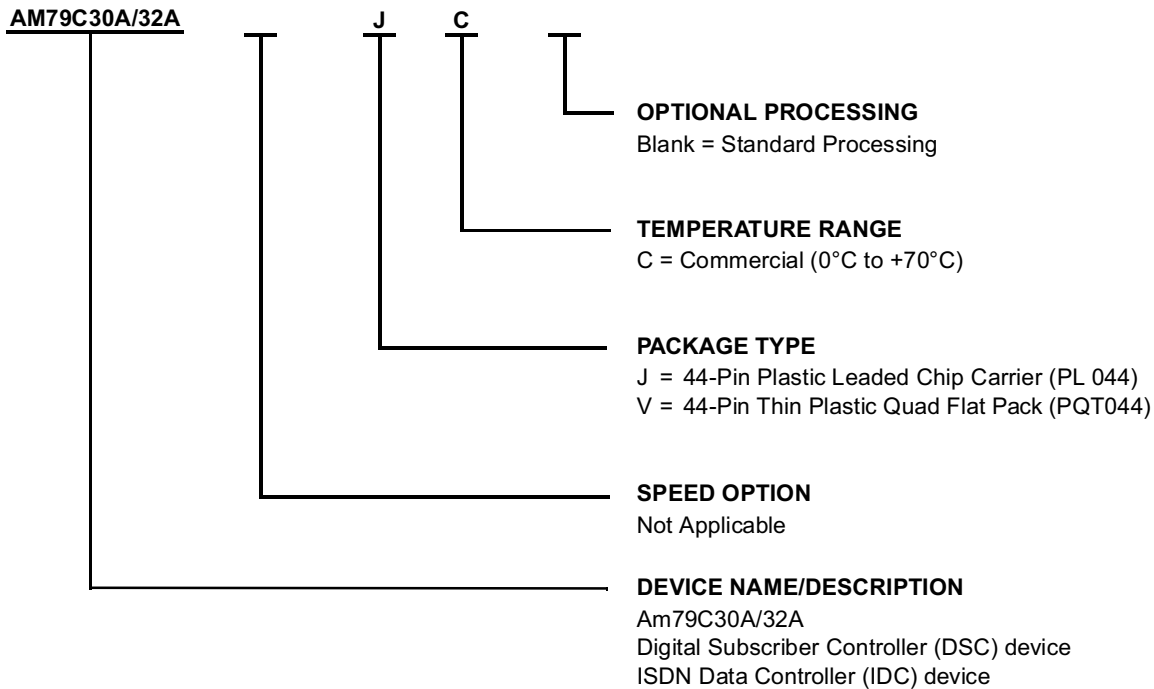 AM79C30A/32A J C
OPTIONAL PROCESSING
Blank = Standard Processing
TEMPERATURE RANGE
C = Commercial (0°C to +70°C)
PACKAGE TYPE
J = 44-Pin Plastic Leaded Chip Carrier (PL 044)
V = 44-Pin Thin Plastic Quad Flat Pack (PQT044)
SPEED OPTION
Not Applicable
DEVICE NAME/DESCRIPTION
Am79C30A/32A
Digital Subscriber Controller (DSC) device
ISDN Data Controller (IDC) device